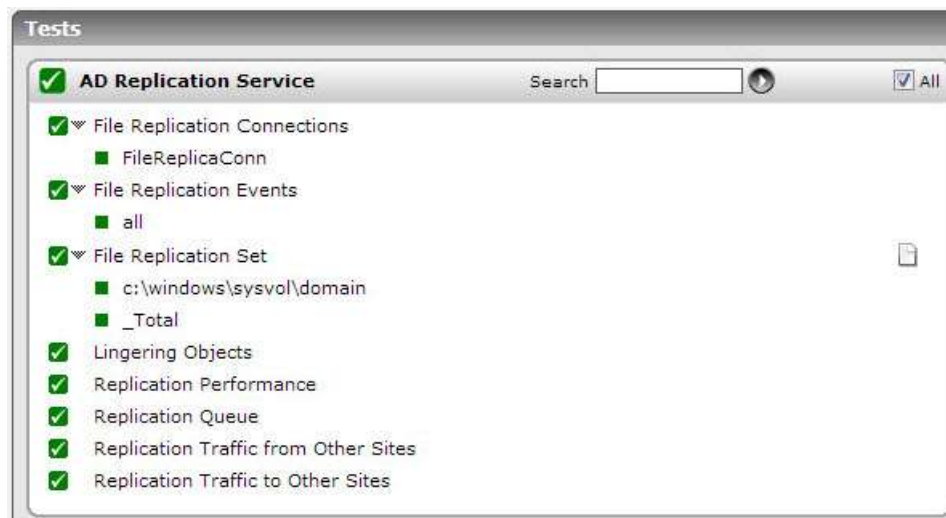 Tests
AD Replication Service Search All
File Replication Connections
FileReplicaConn
File Replication Events
all
File Replication Set
c:\windows\sysvol\domain
_Total
Lingering Objects
Replication Performance
Replication Queue
Replication Traffic from Other Sites
Replication Traffic to Other Sites